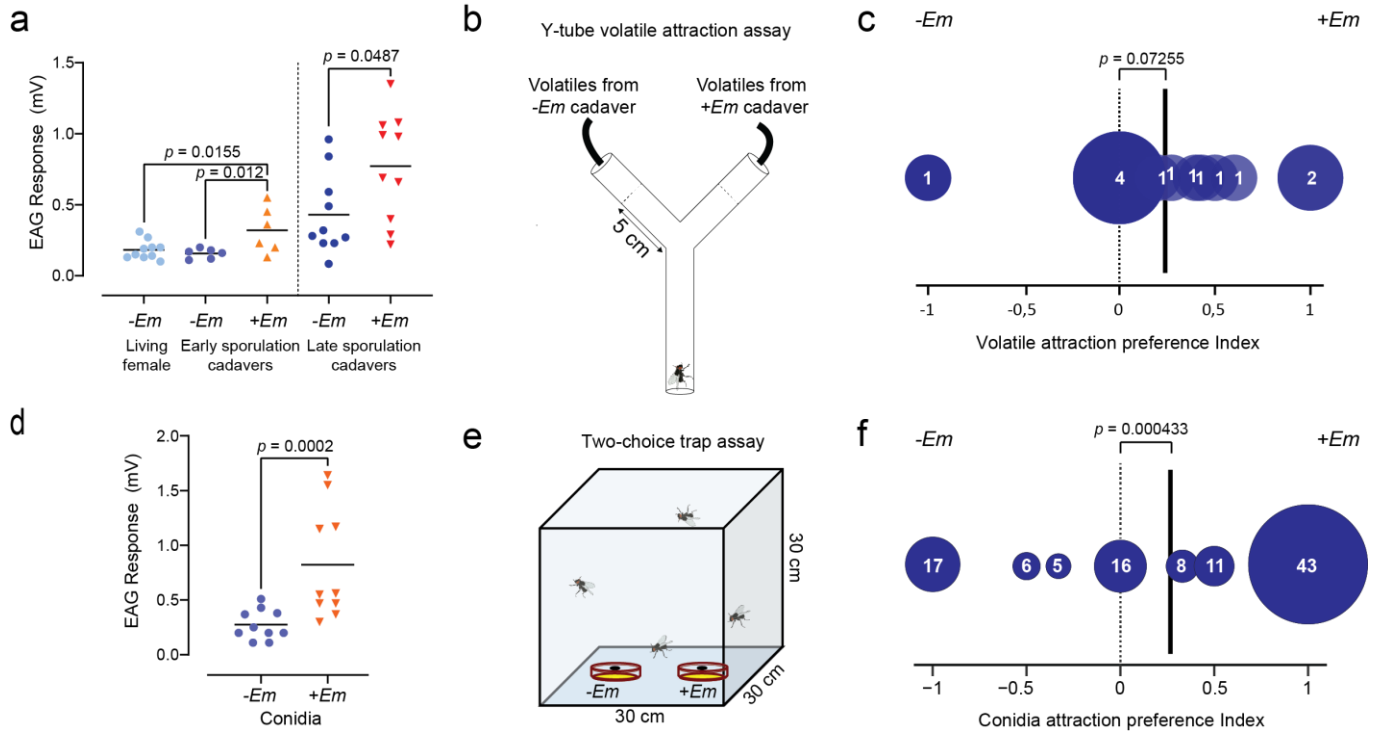 a
EAG Response (mV)
1.5
1.0
0.5
0.0
p = 0.0155
p = 0.012
p = 0.0487
-Em
-Em
+Em
-Em
+Em
Living
female
Early sporulation
cadavers
Late sporulation
cadavers
b
Y-tube volatile attraction assay
Volatiles from
-Em cadaver
Volatiles from
+Em cadaver
5 cm
c
-Em
+Em
p = 0.07255
1
4
1
1
1
1
1
1
2
-1
-0,5
0
0,5
1
Volatile attraction preference Index
d
EAG Response (mV)
2.0
1.5
1.0
0.5
0.0
p = 0.0002
-Em
+Em
Conidia
e
Two-choice trap assay
30 cm
30 cm
30 cm
-Em
+Em
f
-Em
+Em
p = 0.000433
17
6
5
16
8
11
43
−1
−0.5
0
0.5
1
Conidia attraction preference Index